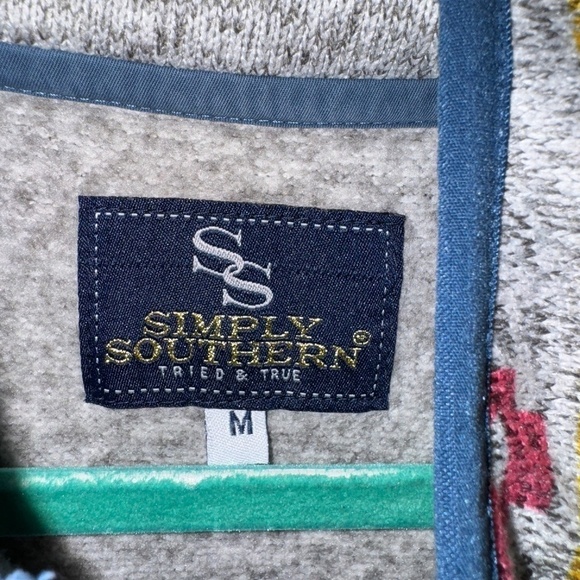 SS
SIMPLY
SOUTHERN®
TRIED & TRUE
M